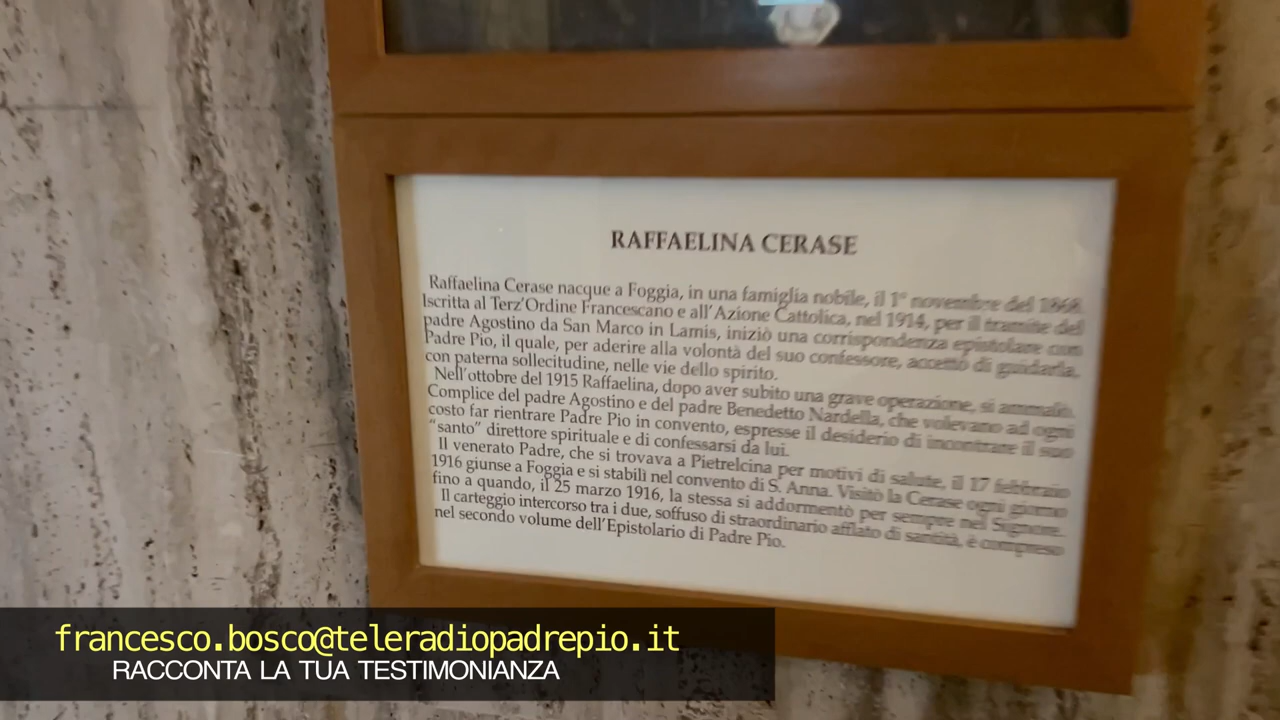 RAFFAELINA CERASE
Raffaelina Cerase nacque a Foggia, in una famiglia nobile, il 1° novembre del 1868.
Iscritta al Terz'Ordine Francescano e all'Azione Cattolica, nel 1914, per il tramite del
padre Agostino da San Marco in Lamis, iniziò una corrispondenza epistolare con
Padre Pio, il quale, per aderire alla volontà del suo confessore, accettò di guidarla,
con paterna sollecitudine, nelle vie dello spirito.
Nell'ottobre del 1915 Raffaelina, dopo aver subito una grave operazione, si ammalò.
Complice del padre Agostino e del padre Benedetto Nardella, che volevano ad ogni
costo far rientrare Padre Pio in convento, espresse il desiderio di incontrare il suo
"santo" direttore spirituale e di confessarsi da lui.
Il venerato Padre, che si trovava a Pietrelcina per motivi di salute, il 17 febbraio
1916 giunse a Foggia e si stabilì nel convento di S. Anna. Visitò la Cerase ogni giorno
fino a quando, il 25 marzo 1916, la stessa si addormentò per sempre nel Signore.
Il carteggio intercorso tra i due, soffuso di straordinario afflato di santità, è compreso
nel secondo volume dell'Epistolario di Padre Pio.
francesco.bosco@teleradiopadrepio.it
RACCONTA LA TUA TESTIMONIANZA